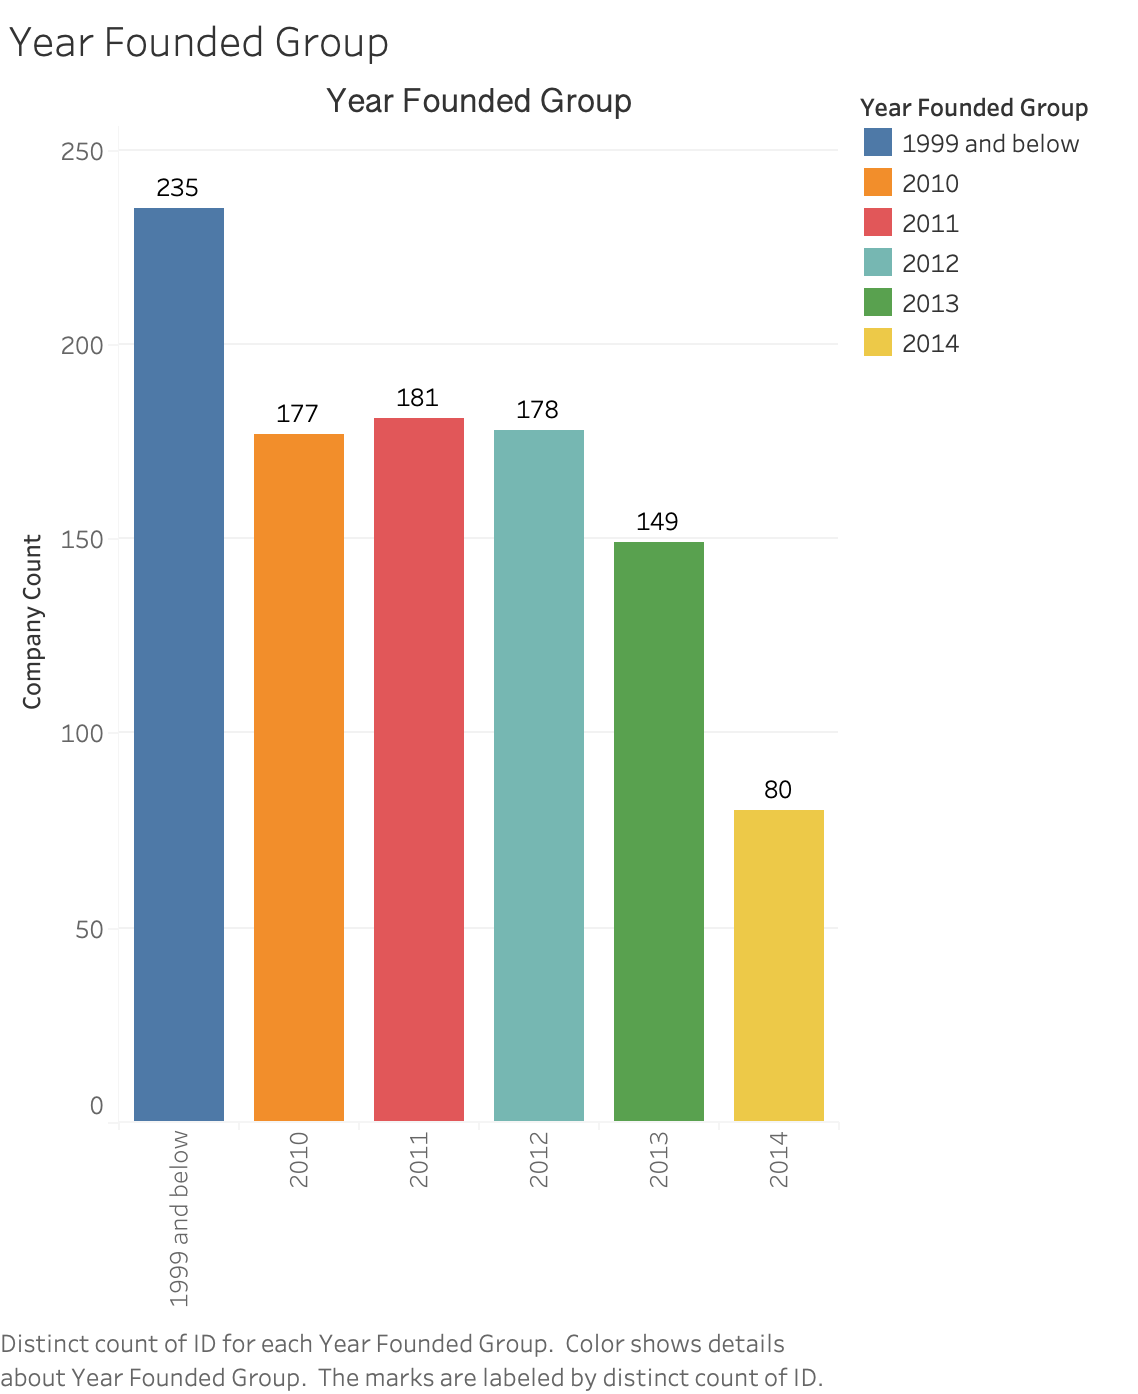 Year Founded Group
Year Founded Group
Year Founded Group
1999 and below
2010
2011
2012
2013
2014
Company Count
250
200
150
100
50
0
235
177
181
178
149
80
1999 and below
2010
2011
2012
2013
2014
Distinct count of ID for each Year Founded Group.  Color shows details
about Year Founded Group.  The marks are labeled by distinct count of ID.